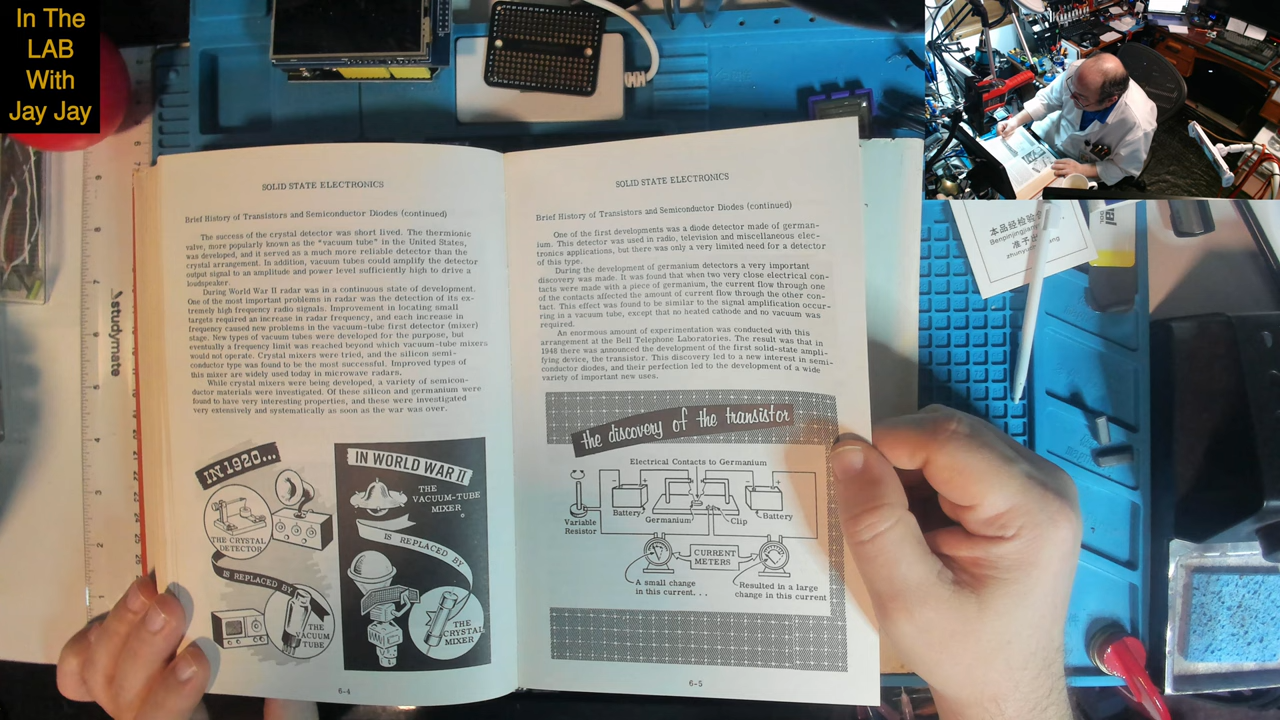 In The
LAB
With
Jay Jay
SOLID STATE ELECTRONICS
Brief History of Transistors and Semiconductor Diodes (continued)
The success of the crystal detector was short lived. The thermionic
valve, more popularly known as the "vacuum tube" in the United States,
was developed, and it served as a much more reliable detector than the
crystal arrangement. In addition, vacuum tubes could amplify the detector
output signal to an amplitude and power level sufficiently high to drive a
loudspeaker.
During World War II radar was in a continuous state of development.
One of the most important problems in radar was the detection of its ex-
tremely high frequency radio signals. Improvement in locating small
targets required an increase in radar frequency, and each increase in
frequency caused new problems in the vacuum-tube first detector (mixer)
stage. New types of vacuum tubes were developed for the purpose, but
eventually a frequency limit was reached beyond which vacuum-tube mixers
would not operate. Crystal mixers were tried, and the silicon semi-
conductor type was found to be the most successful. Improved types of
this mixer are widely used today in microwave radars.
While crystal mixers were being developed, a variety of semicon-
ductor materials were investigated. Of these silicon and germanium were
found to have very interesting properties, and these were investigated
very extensively and systematically as soon as the war was over.
IN 1920...
THE CRYSTAL
DETECTOR
IS REPLACED BY
THE
VACUUM
TUBE
IN WORLD WAR II
THE
VACUUM-TUBE
MIXER
IS REPLACED BY
THE
CRYSTAL
MIXER
6-4
SOLID STATE ELECTRONICS
Brief History of Transistors and Semiconductor Diodes (continued)
One of the first developments was a diode detector made of german-
ium. This detector was used in radio, television and miscellaneous elec-
tronics applications, but there was only a very limited need for a detector
of this type.
During the development of germanium detectors a very important
discovery was made. It was found that when two very close electrical con-
tacts were made with a piece of germanium, the current flow through one
of the contacts affected the amount of current flow through the other con-
tact. This effect was found to be similar to the signal amplification occur-
ring in a vacuum tube, except that no heated cathode and no vacuum was
required.
An enormous amount of experimentation was conducted with this
arrangement at the Bell Telephone Laboratories. The result was that in
1948 there was announced the development of the first solid-state ampli-
fying device, the transistor. This discovery led to a new interest in semi-
conductor diodes, and their perfection led to the development of a wide
variety of important new uses.
the discovery of the transistor
Electrical Contacts to Germanium
Battery
Battery
Germanium
Clip
Variable
Resistor
CURRENT
METERS
A small change
in this current. . .
Resulted in a large
change in this current
6-5
studymate
本品经检验
Benpinjingjian
准予出
zhunyu
ang